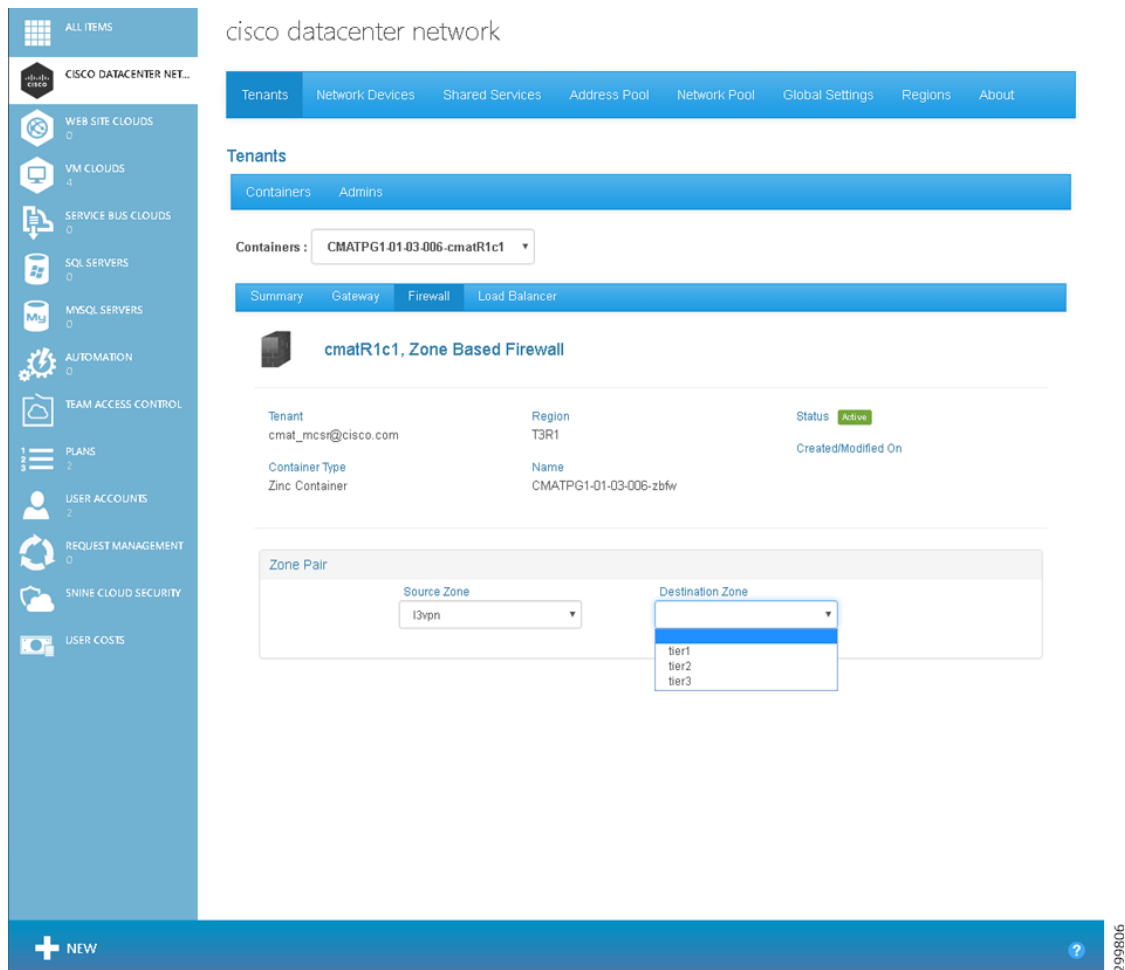 ALL ITEMS
CISCO DATACENTER NET...
WEB SITE CLOUDS
0
VM CLOUDS
4
SERVICE BUS CLOUDS
0
SQL SERVERS
0
MYSQL SERVERS
0
AUTOMATION
0
TEAM ACCESS CONTROL
PLANS
2
USER ACCOUNTS
2
REQUEST MANAGEMENT
0
5NINE CLOUD SECURITY
USER COSTS
cisco datacenter network
Tenants Network Devices Shared Services Address Pool Network Pool Global Settings Regions About
Tenants
Containers Admins
Containers : CMATPG1-01-03-006-cmatR1c1
Summary Gateway Firewall Load Balancer
cmatR1c1, Zone Based Firewall
Tenant Region Status Active
cmat_mcsr@cisco.com T3R1
Created/Modified On
Container Type Name
Zinc Container CMATPG1-01-03-006-zbfw
Zone Pair
Source Zone Destination Zone
l3vpn
tier1
tier2
tier3
NEW ?
299806